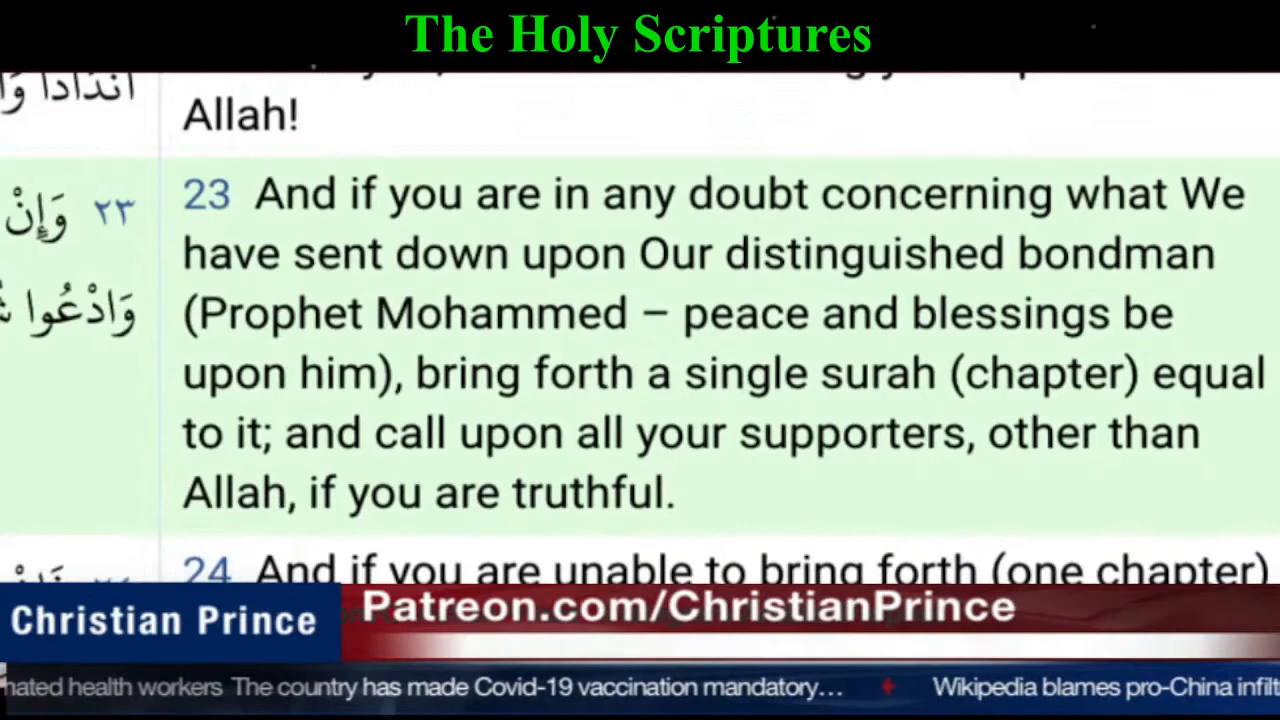 The Holy Scriptures
أندادا
Allah!
23 And if you are in any doubt concerning what We
٢٣ وَإِنْ
have sent down upon Our distinguished bondman
وَادْعُوا
(Prophet Mohammed – peace and blessings be
upon him), bring forth a single surah (chapter) equal
to it; and call upon all your supporters, other than
Allah, if you are truthful.
24 And if you are unable to bring forth (one chapter)
Christian Prince
Patreon.com/ChristianPrince
nated health workers The country has made Covid-19 vaccination mandatory... Wikipedia blames pro-China infilt